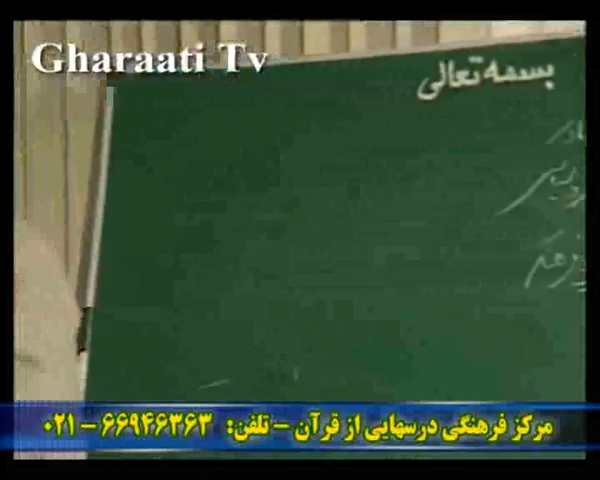 Gharaati Tv
بسمه تعالی
مرکز فرهنگی درسهایی از قرآن - تلفن: ۶۶۹۴۶۳۶۳ - ۰۲۱